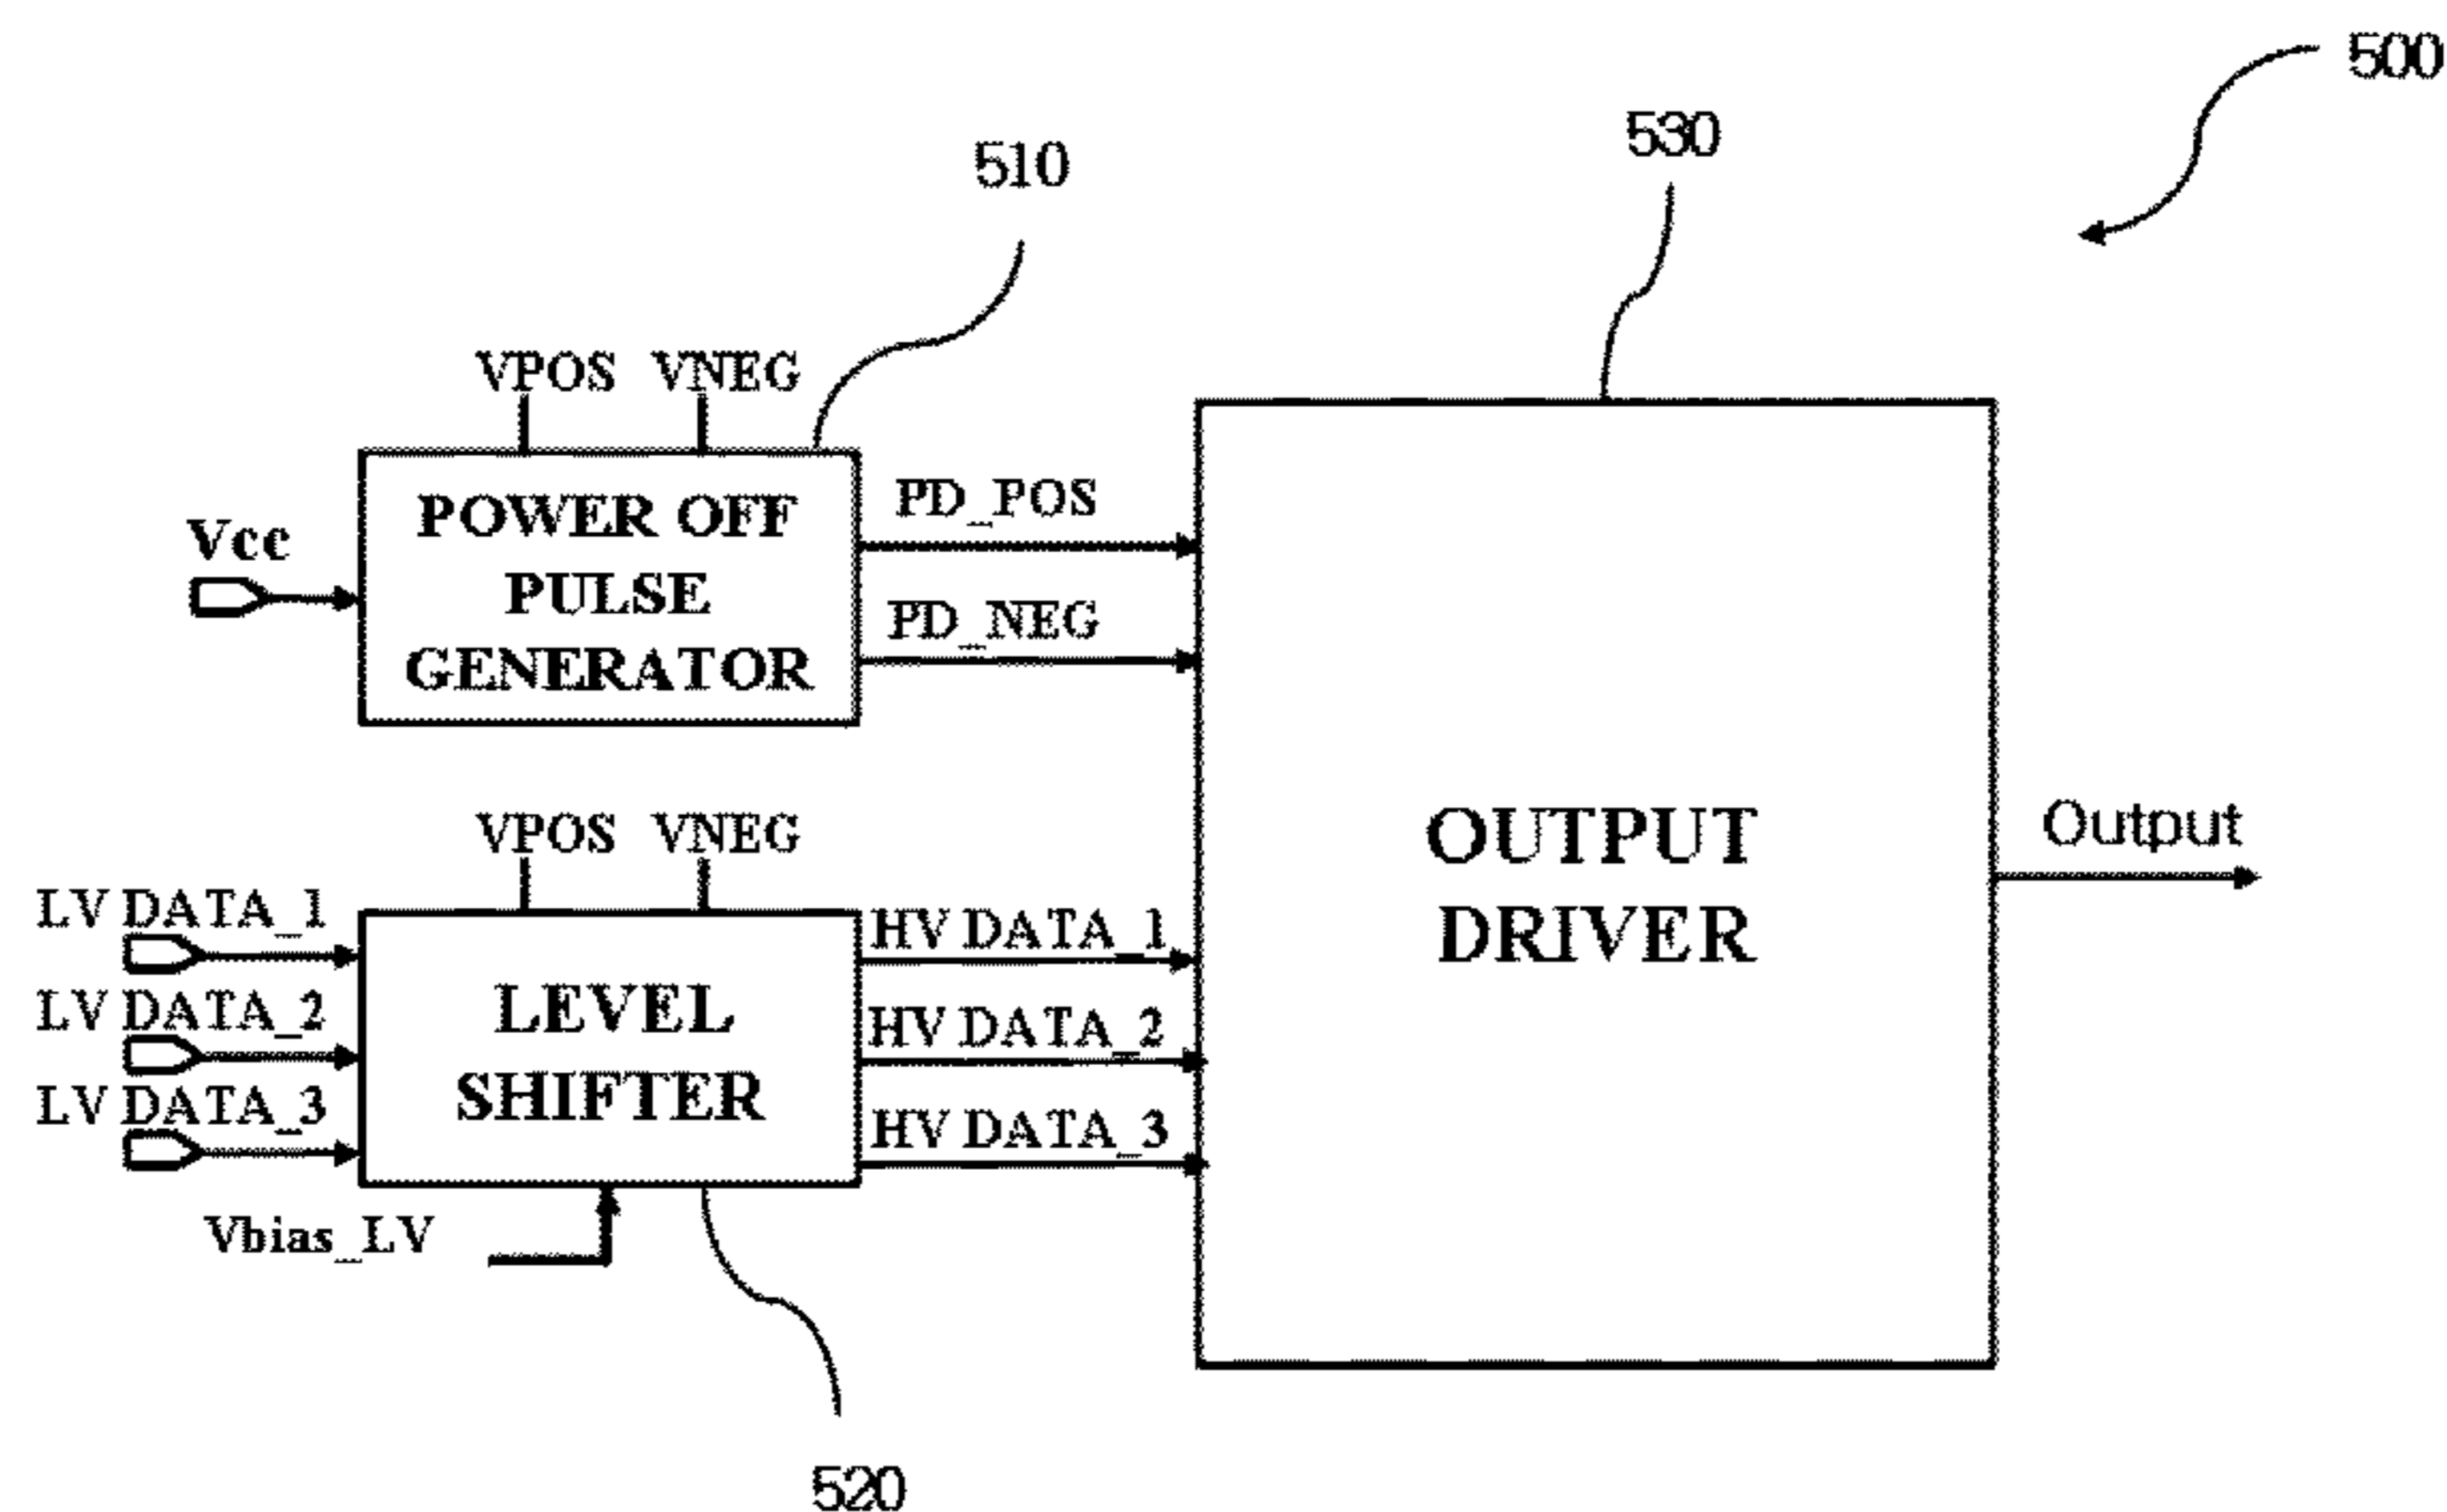 500
530
510
VPOS VNEG
POWER OFF
PULSE
GENERATOR
Vcc
PD_POS
PD_NEG
VPOS VNEG
LV DATA_1
LV DATA_2
LV DATA_3
LEVEL
SHIFTER
HV DATA_1
HV DATA_2
HV DATA_3
Vbias_LV
OUTPUT
DRIVER
Output
520